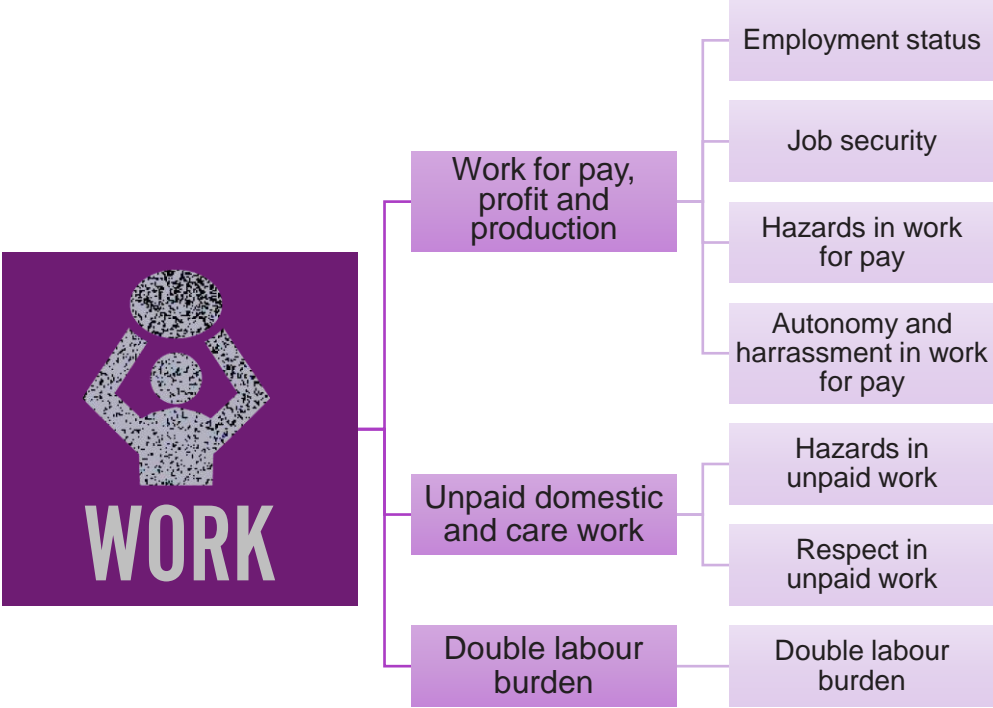 WORK
Work for pay,
profit and
production
Employment status
Job security
Hazards in work
for pay
Autonomy and
harrassment in work
for pay
Unpaid domestic
and care work
Hazards in
unpaid work
Respect in
unpaid work
Double labour
burden
Double labour
burden